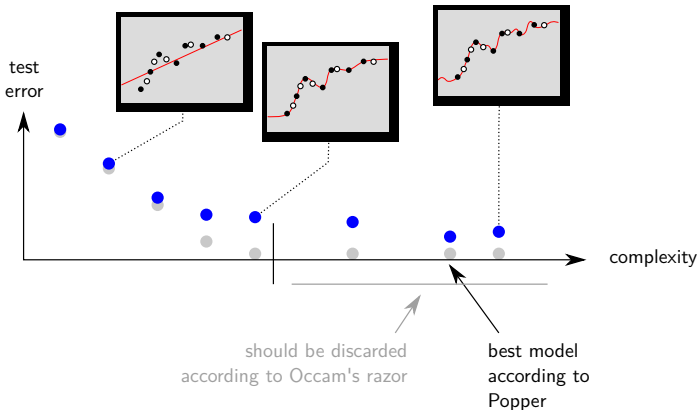 test
error
complexity
should be discarded
according to Occam's razor
best model
according to
Popper